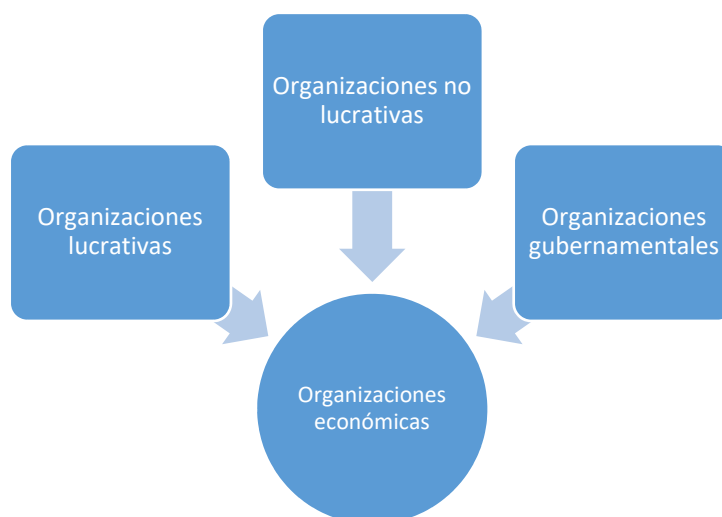 Organizaciones no
lucrativas
Organizaciones
lucrativas
Organizaciones
gubernamentales
Organizaciones
económicas